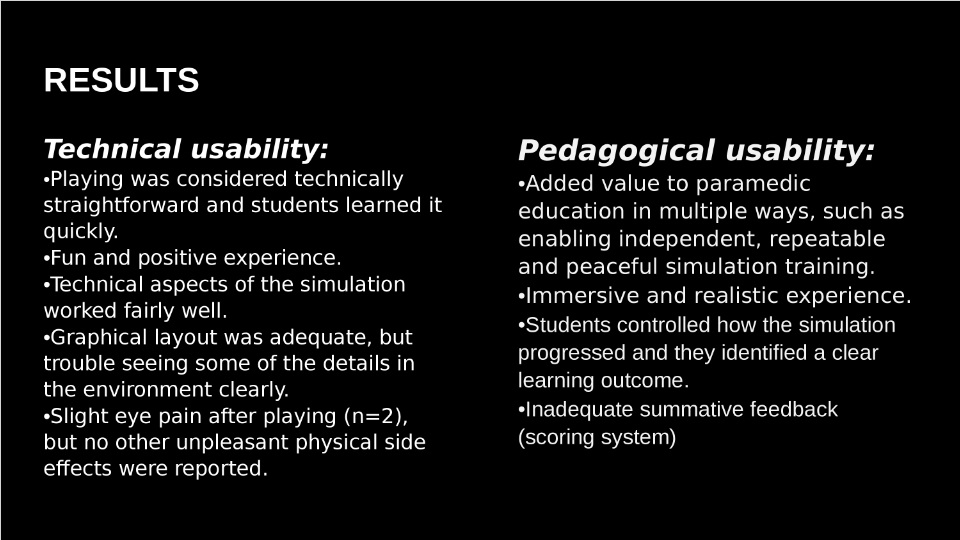 RESULTS
Technical usability:
•Playing was considered technically
straightforward and students learned it
quickly.
•Fun and positive experience.
•Technical aspects of the simulation
worked fairly well.
•Graphical layout was adequate, but
trouble seeing some of the details in
the environment clearly.
•Slight eye pain after playing (n=2),
but no other unpleasant physical side
effects were reported.
Pedagogical usability:
•Added value to paramedic
education in multiple ways, such as
enabling independent, repeatable
and peaceful simulation training.
•Immersive and realistic experience.
•Students controlled how the simulation
progressed and they identified a clear
learning outcome.
•Inadequate summative feedback
(scoring system)